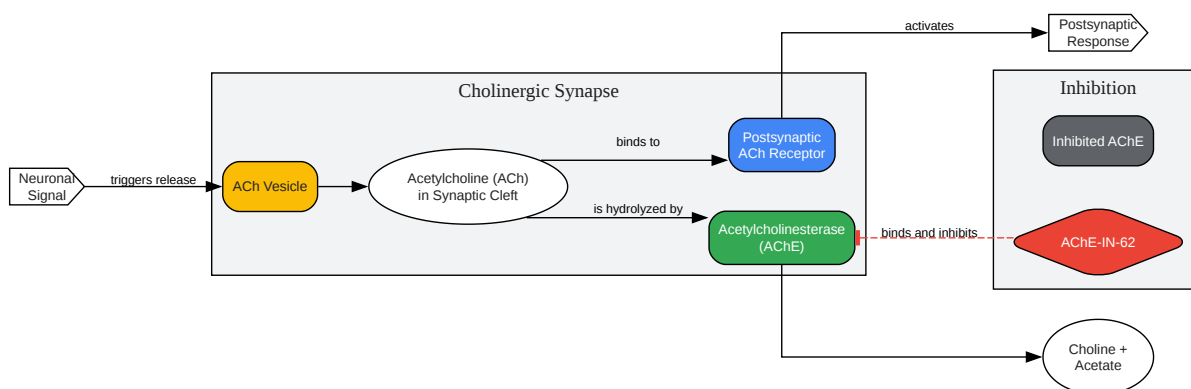 activates
Postsynaptic
Response
Cholinergic Synapse
Inhibition
Postsynaptic
ACh Receptor
Inhibited AChE
binds to
Neuronal
Signal
triggers release
ACh Vesicle
Acetylcholine (ACh)
in Synaptic Cleft
is hydrolyzed by
Acetylcholinesterase
(AChE)
binds and inhibits
AChE-IN-62
Choline +
Acetate